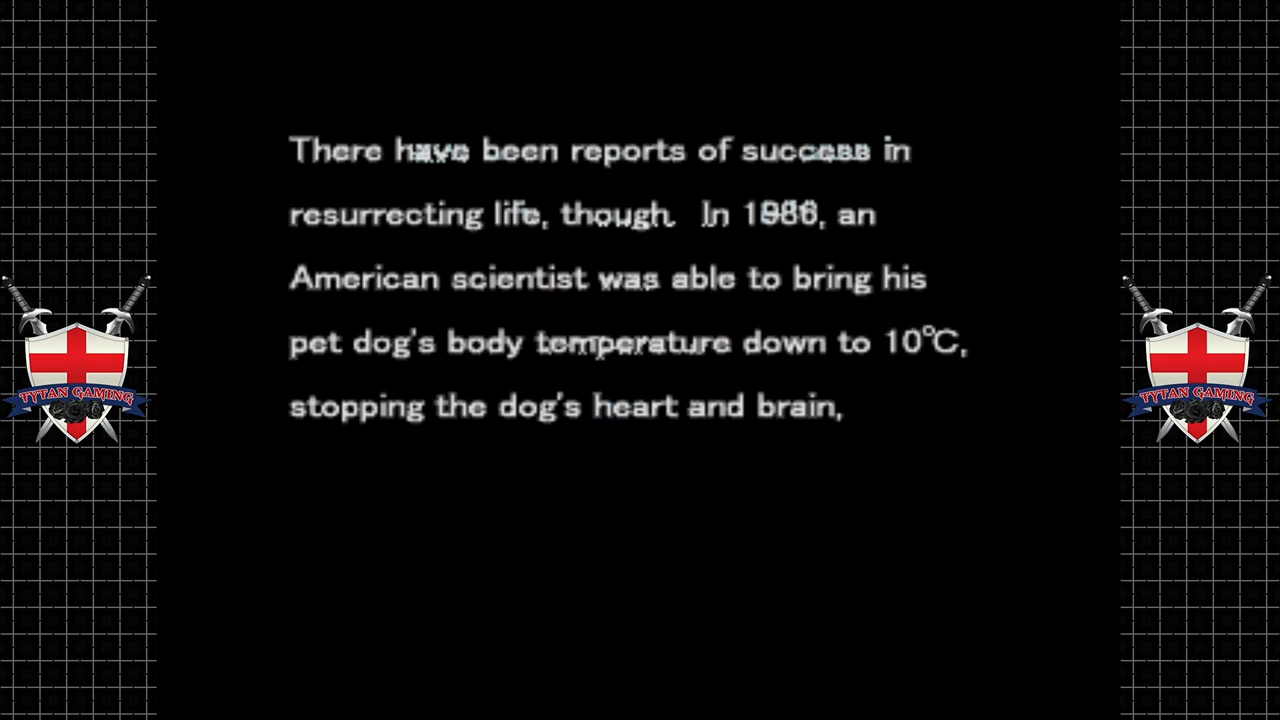 There have been reports of success in
resurrecting life, though. In 1986, an
American scientist was able to bring his
pet dog's body temperature down to 10℃,
stopping the dog's heart and brain,
TYTAN GAMING
TYTAN GAMING